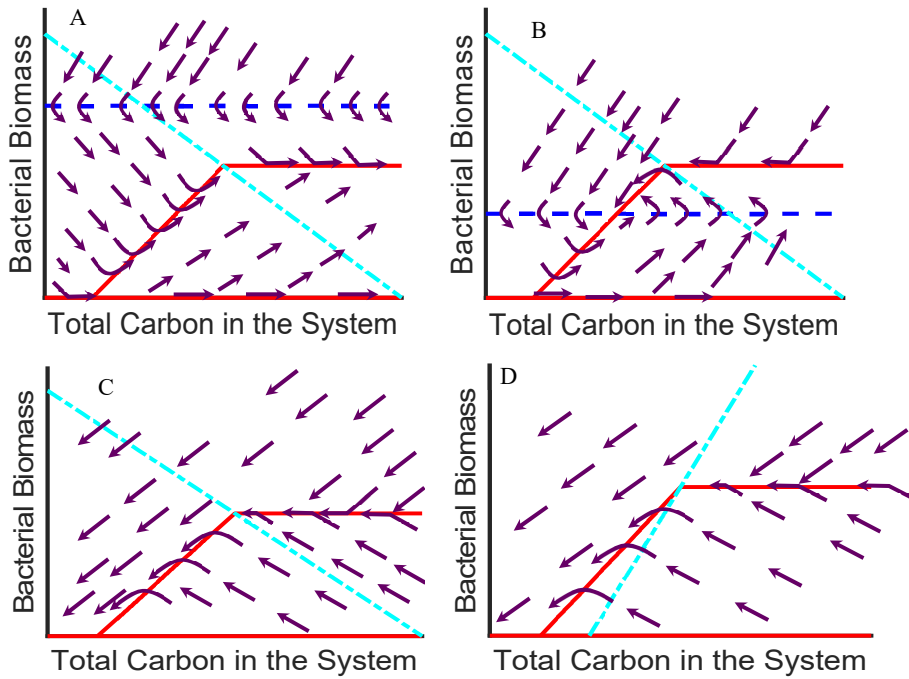 A
B
Bacterial Biomass
Bacterial Biomass
Total Carbon in the System
Total Carbon in the System
C
D
Bacterial Biomass
Bacterial Biomass
Total Carbon in the System
Total Carbon in the System